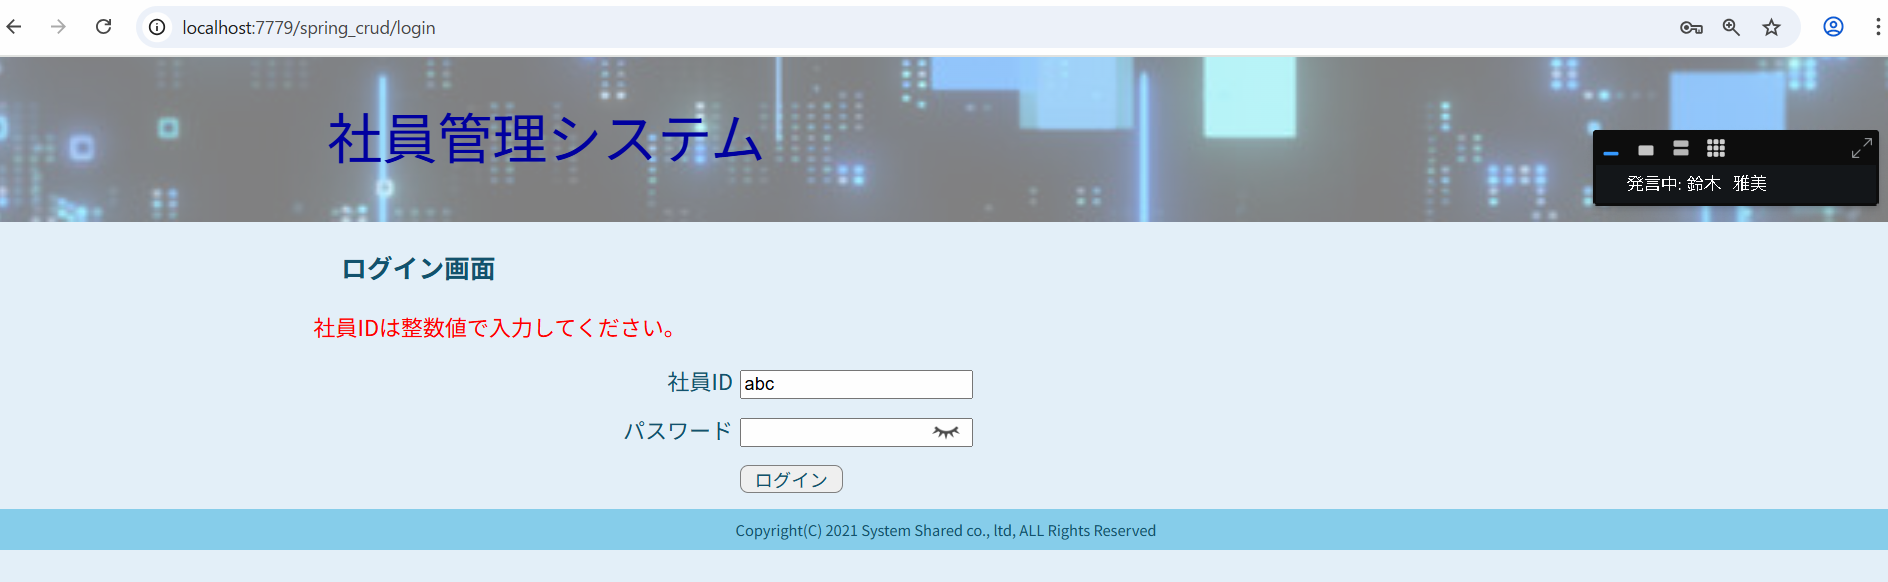 localhost:7779/spring_crud/login
社員管理システム
発言中: 鈴木 雅美
ログイン画面
社員IDは整数値で入力してください。
社員ID abc
パスワード
ログイン
Copyright(C) 2021 System Shared co., ltd, ALL Rights Reserved